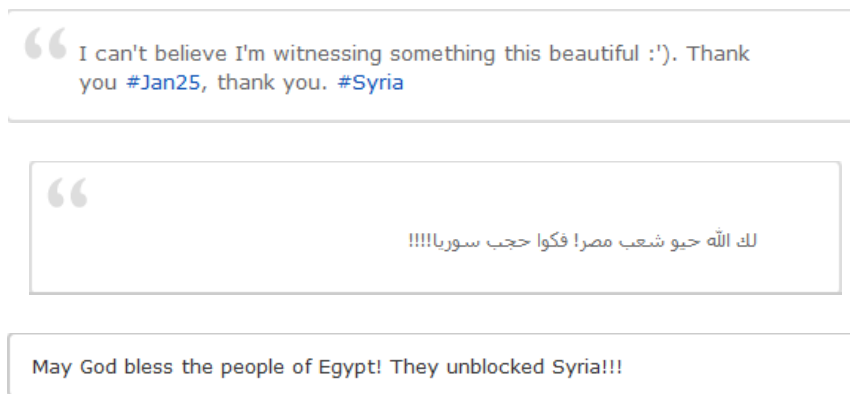 I can't believe I'm witnessing something this beautiful :'). Thank
you #Jan25, thank you. #Syria
لك الله حيو شعب مصر! فكوا حجب سوريا!!!!
May God bless the people of Egypt! They unblocked Syria!!!